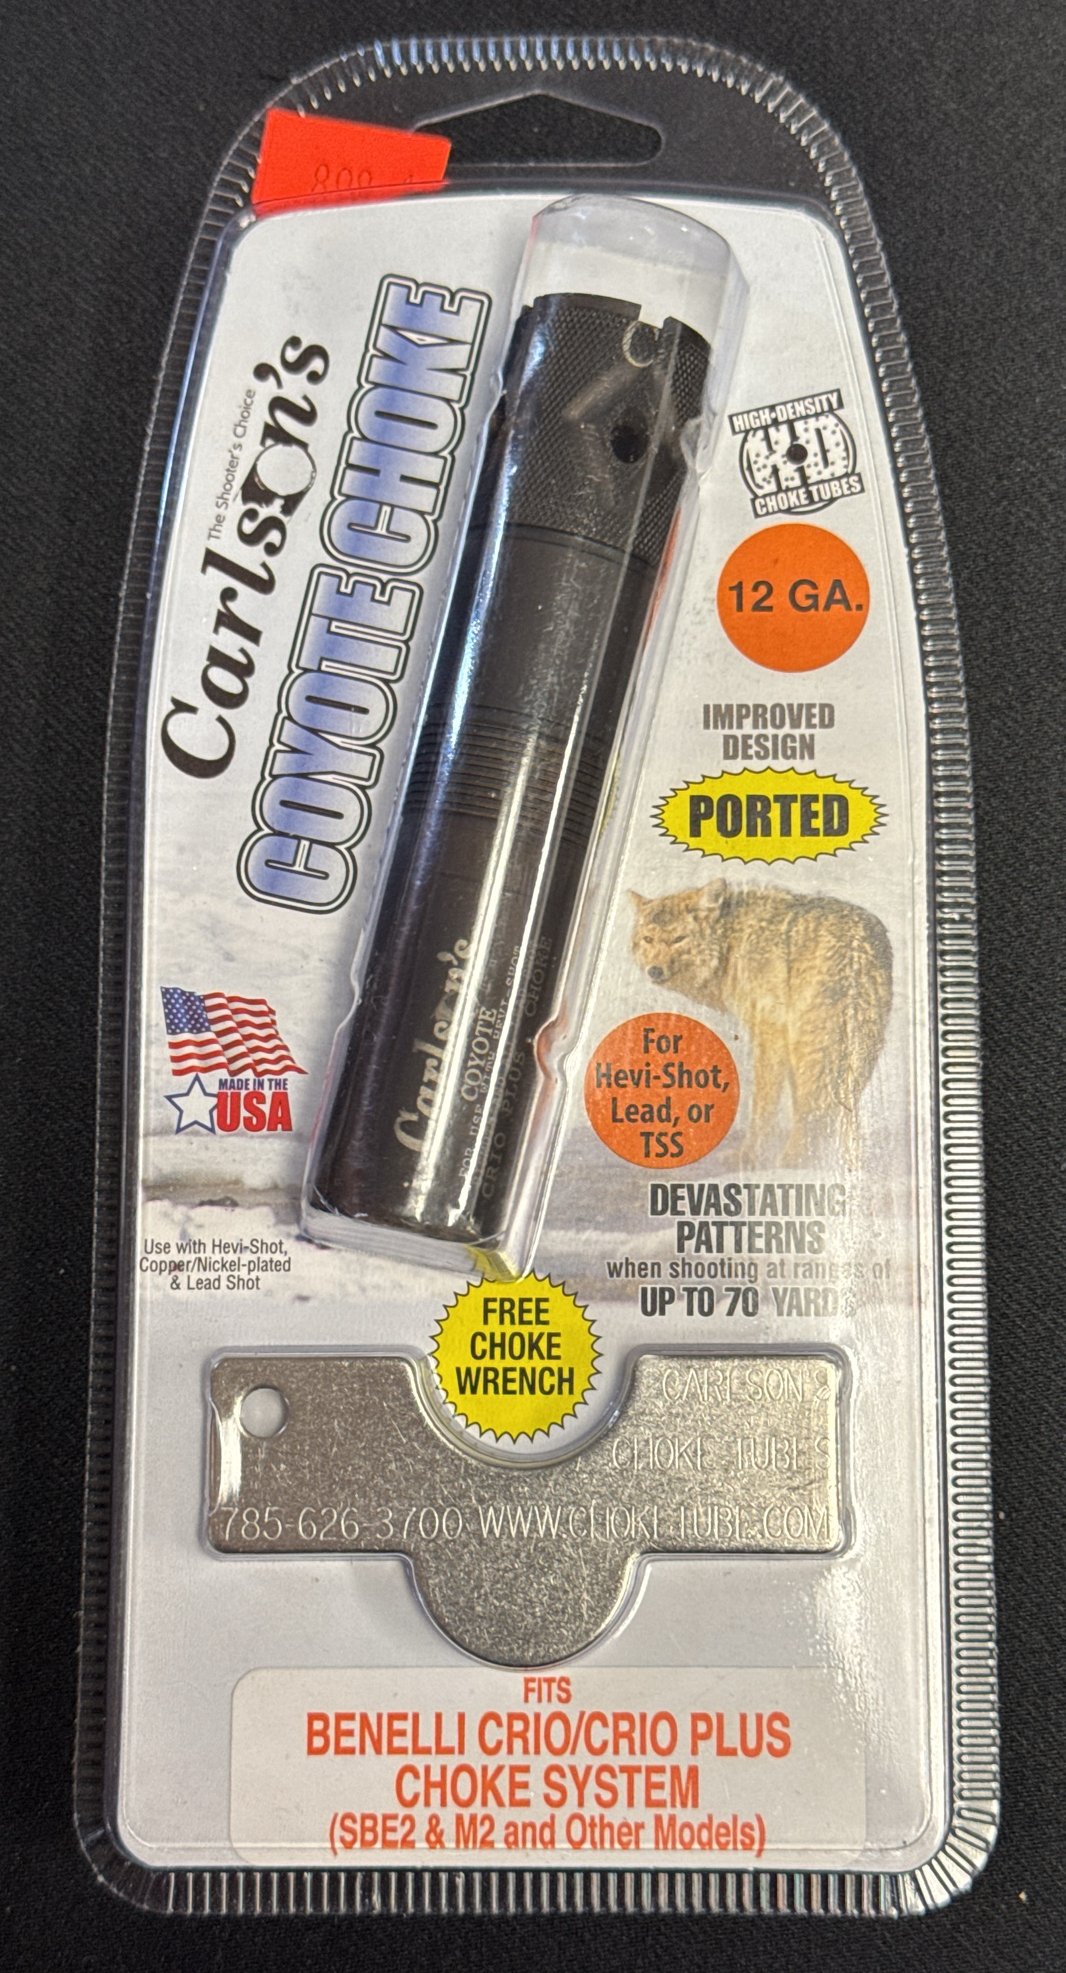 The Shooter's Choice
Carlson's
COYOTE CHOKE
C
HIGH-DENSITY
H-D
CHOKE TUBES
12 GA.
IMPROVED
DESIGN
PORTED
For
Hevi-Shot,
Lead, or
TSS
DEVASTATING
PATTERNS
when shooting at ranges of
UP TO 70 YARDS
MADE IN THE
USA
Use with Hevi-Shot,
Copper/Nickel-plated
& Lead Shot
Carlson's
COYOTE
FOR USE
CRIO PLUS
CHOKE
FREE
CHOKE
WRENCH
CARLSON'S
CHOKE TUBES
785-626-3700 WWW.CHOKETUBE.COM
FITS
BENELLI CRIO/CRIO PLUS
CHOKE SYSTEM
(SBE2 & M2 and Other Models)